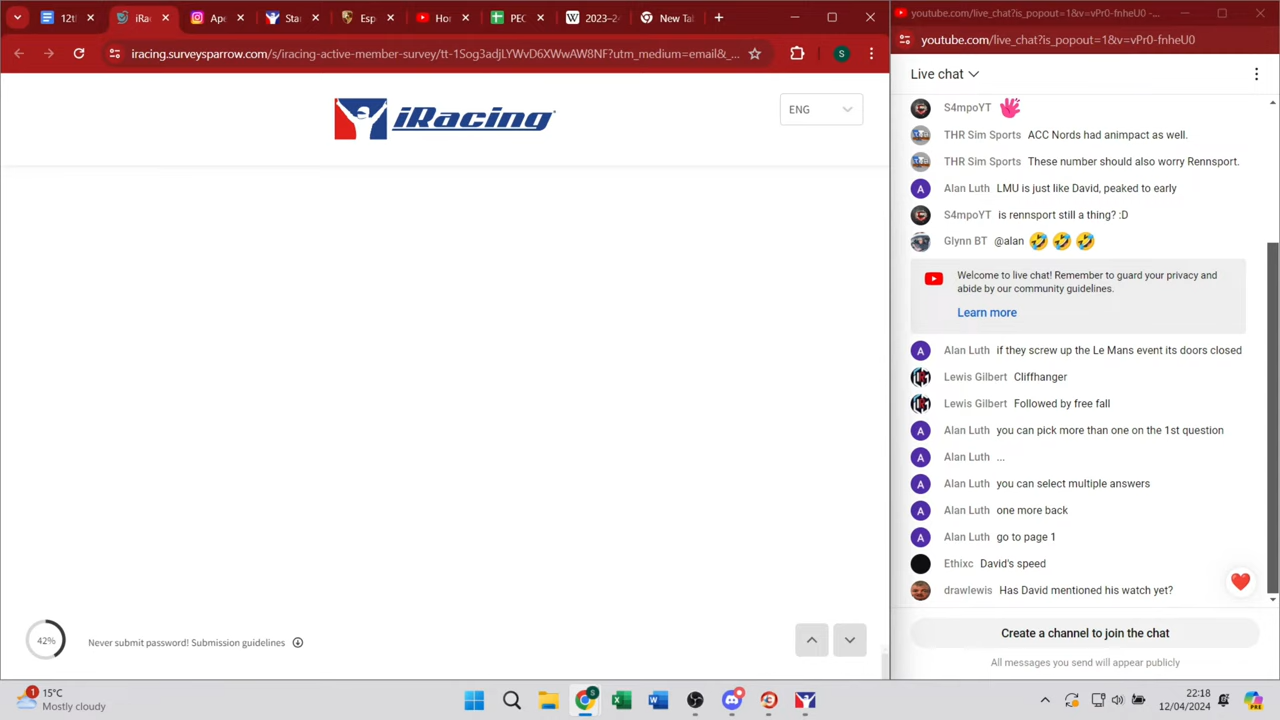 12th
iRac
Ape
Star
Esp
Ho
PEC
2023–2
New Tab
youtube.com/live_chat?is_popout=1&v=vPr0-fnheU0 -...
iracing.surveysparrow.com/s/iracing-active-member-survey/tt-1Sog3adjLYWvD6XWwAW8NF?utm_medium=email&_...
S
youtube.com/live_chat?is_popout=1&v=vPr0-fnheU0
Live chat
iRacing
ENG
S4mpoYT
THR Sim Sports ACC Nords had animpact as well.
THR Sim Sports These number should also worry Rennsport.
A Alan Luth LMU is just like David, peaked to early
S4mpoYT is rennsport still a thing? :D
Glynn BT @alan 🤣 🤣 🤣
Welcome to live chat! Remember to guard your privacy and
abide by our community guidelines.
Learn more
A Alan Luth if they screw up the Le Mans event its doors closed
Lewis Gilbert Cliffhanger
Lewis Gilbert Followed by free fall
A Alan Luth you can pick more than one on the 1st question
A Alan Luth ...
A Alan Luth you can select multiple answers
A Alan Luth one more back
A Alan Luth go to page 1
Ethixc David's speed
drawlewis Has David mentioned his watch yet?
42%
Never submit password! Submission guidelines
Create a channel to join the chat
All messages you send will appear publicly
1
15°C
Mostly cloudy
22:18
12/04/2024